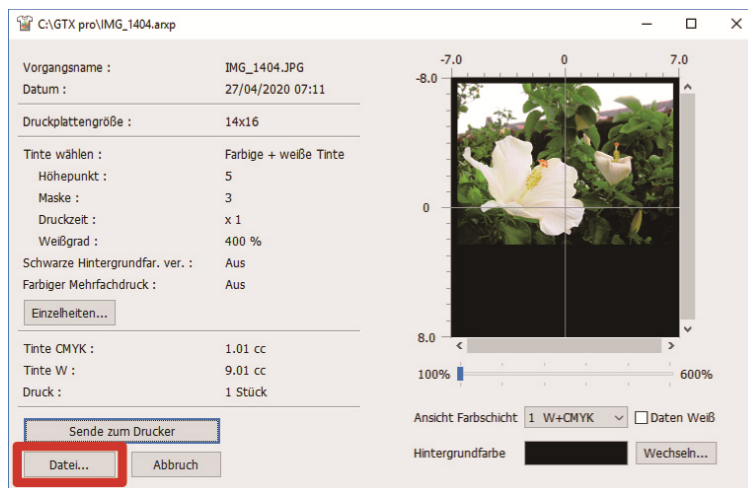 C:\GTX pro\IMG_1404.arxp
Vorgangsname : IMG_1404.JPG
Datum : 27/04/2020 07:11
Druckplattengröße : 14x16
Tinte wählen : Farbige + weiße Tinte
Höhepunkt : 5
Maske : 3
Druckzeit : x 1
Weißgrad : 400 %
Schwarze Hintergrundfar. ver. : Aus
Farbiger Mehrfachdruck : Aus
Einzelheiten...
Tinte CMYK : 1.01 cc
Tinte W : 9.01 cc
Druck : 1 Stück
Sende zum Drucker
Datei... Abbruch
-7.0 0 7.0
-8.0
0
8.0
100% 600%
Ansicht Farbschicht 1 W+CMYK Daten Weiß
Hintergrundfarbe Wechseln...